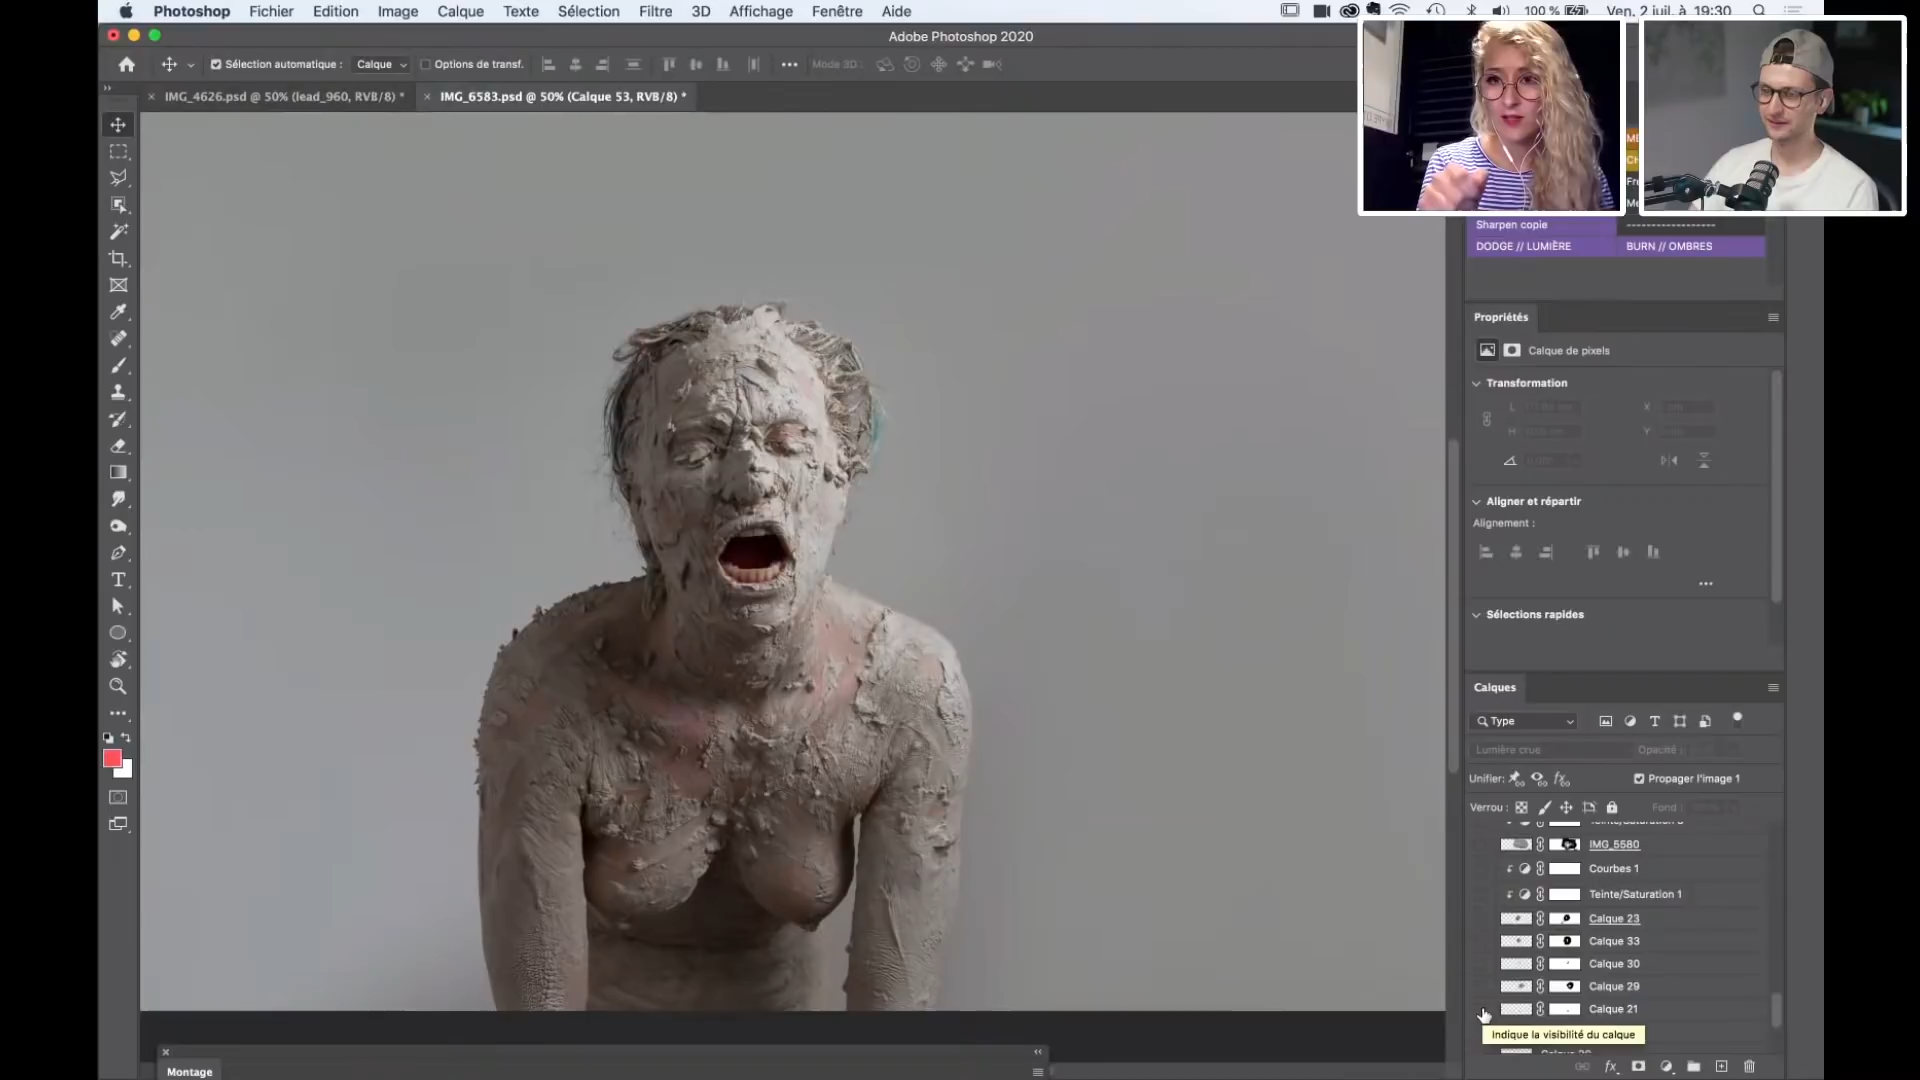 Photoshop Fichier Edition Image Calque Texte Sélection Filtre 3D Affichage Fenêtre Aide 100 % Ven. 2 juil. à 19:30
Adobe Photoshop 2020
Sélection automatique : Calque Options de transf. Mode 3D :
IMG_4626.psd @ 50% (lead_960, RVB/8) * IMG_6583.psd @ 50% (Calque 53, RVB/8) *
Sharpen copie -----------------
DODGE // LUMIÈRE BURN // OMBRES
Propriétés
Calque de pixels
Transformation
L X
H Y
Aligner et répartir
Alignement :
Sélections rapides
Calques
Type
Lumière crue Opacité :
Unifier : Propager l'image 1
Verrou : Fond :
IMG_5580
Courbes 1
Teinte/Saturation 1
Calque 23
Calque 33
Calque 30
Calque 29
Calque 21
Indique la visibilité du calque
Montage